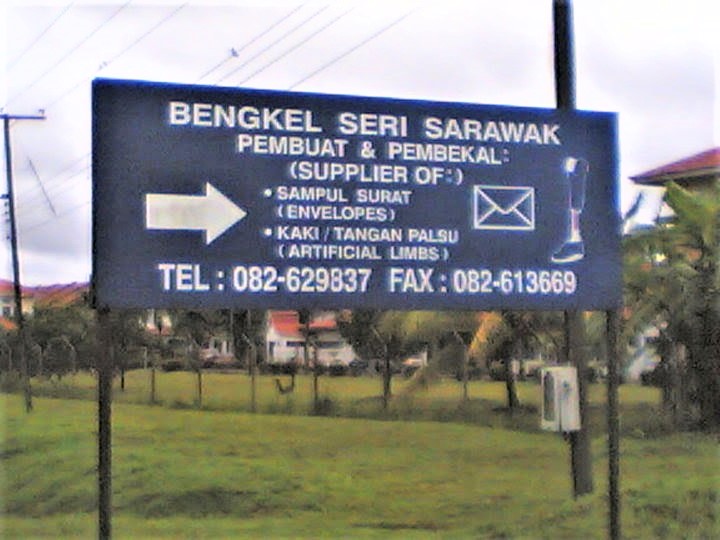 BENGKEL SERI SARAWAK
PEMBUAT & PEMBEKAL:
(SUPPLIER OF:)
• SAMPUL SURAT
(ENVELOPES)
• KAKI / TANGAN PALSU
(ARTIFICIAL LIMBS)
TEL : 082-629837 FAX : 082-613669